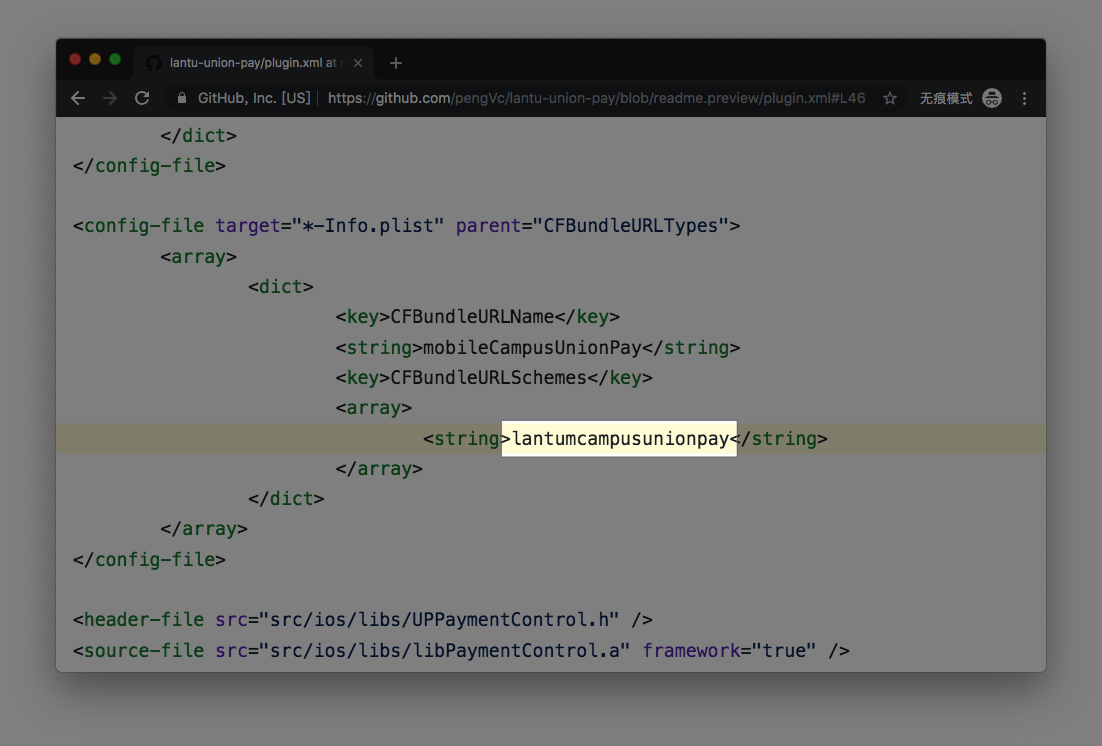 lantu-union-pay/plugin.xml at
GitHub, Inc. [US] https://github.com/pengVc/lantu-union-pay/blob/readme.preview/plugin.xml#L46 无痕模式
</dict>
</config-file>
<config-file target="*-Info.plist" parent="CFBundleURLTypes">
<array>
<dict>
<key>CFBundleURLName</key>
<string>mobileCampusUnionPay</string>
<key>CFBundleURLSchemes</key>
<array>
<string>lantumcampusunionpay</string>
</array>
</dict>
</array>
</config-file>
<header-file src="src/ios/libs/UPPaymentControl.h" />
<source-file src="src/ios/libs/libPaymentControl.a" framework="true" />